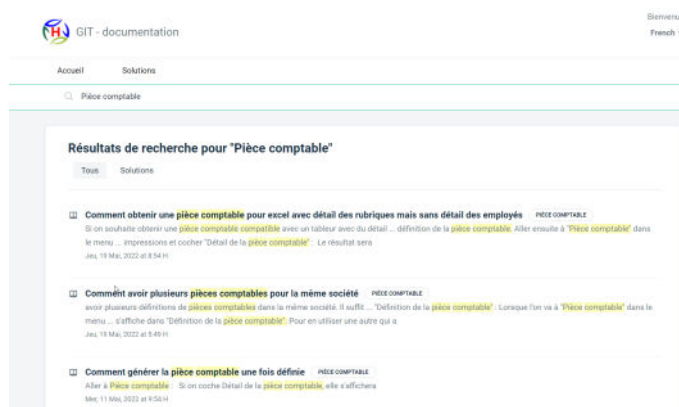 Bienvenu
GIT - documentation
French
Accueil Solutions
Pièce comptable
Résultats de recherche pour "Pièce comptable"
Tous Solutions
Comment obtenir une pièce comptable pour excel avec détail des rubriques mais sans détail des employés PIÈCE COMPTABLE
Si on souhaite obtenir une pièce comptable compatible avec un tableur avec du détail ... définition de la pièce comptable. Aller ensuite à "Pièce comptable" dans
le menu ... impressions et cocher "Détail de la pièce comptable" : Le résultat sera
Jeu, 19 Mai, 2022 at 8:54 H
Comment avoir plusieurs pièces comptables pour la même société PIÈCE COMPTABLE
avoir plusieurs définitions de pièces comptables dans la même société. Il suffit ... "Définition de la pièce comptable" : Lorsque l'on va à "Pièce comptable" dans le
menu ... s'affiche dans "Définition de la pièce comptable". Pour en utiliser une autre qui a
Jeu, 19 Mai, 2022 at 8:49 H
Comment générer la pièce comptable une fois définie PIÈCE COMPTABLE
Aller à Pièce comptable : Si on coche Détail de la pièce comptable, elle s'affichera
Mer, 11 Mai, 2022 at 9:54 H